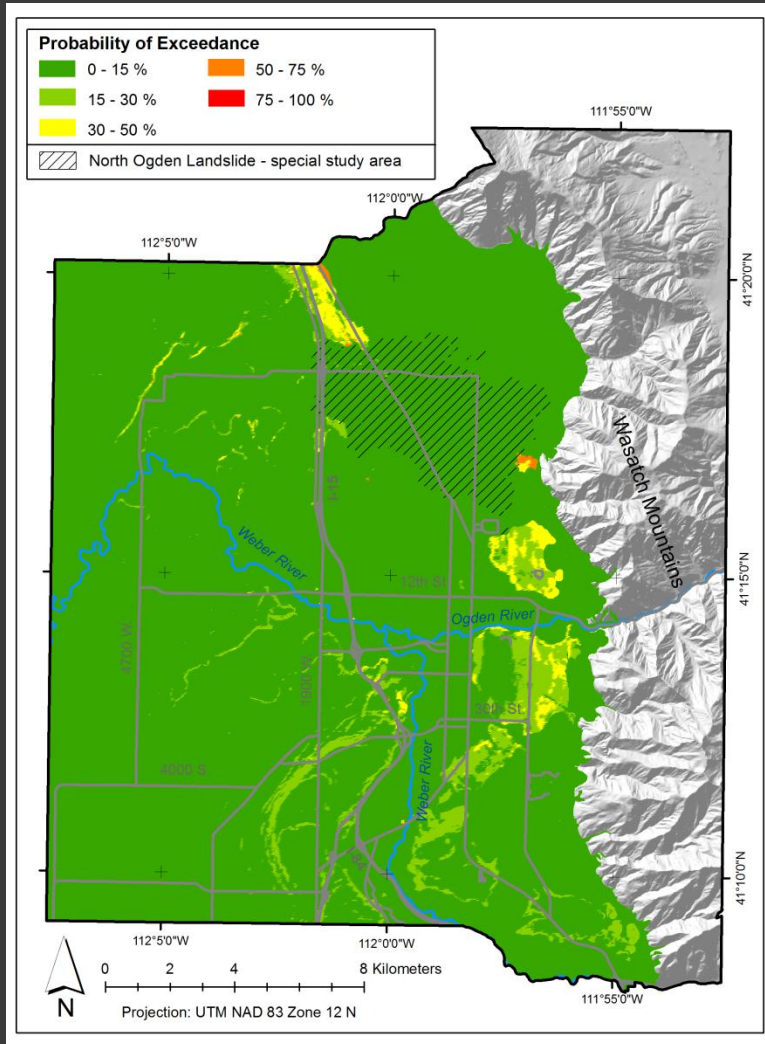 Probability of Exceedance
0 - 15 %
50 - 75 %
15 - 30 %
75 - 100 %
30 - 50 %
North Ogden Landslide - special study area
111°55'0"W
112°0'0"W
112°5'0"W
41°20'0"N
Wasatch Mountains
I-15
Weber River
41°15'0"N
12th St.
Ogden River
4700 W.
1900 W.
30th St.
4000 S.
Weber River
I-84
41°10'0"N
112°5'0"W
112°0'0"W
111°55'0"W
0 2 4 8 Kilometers
N
Projection: UTM NAD 83 Zone 12 N